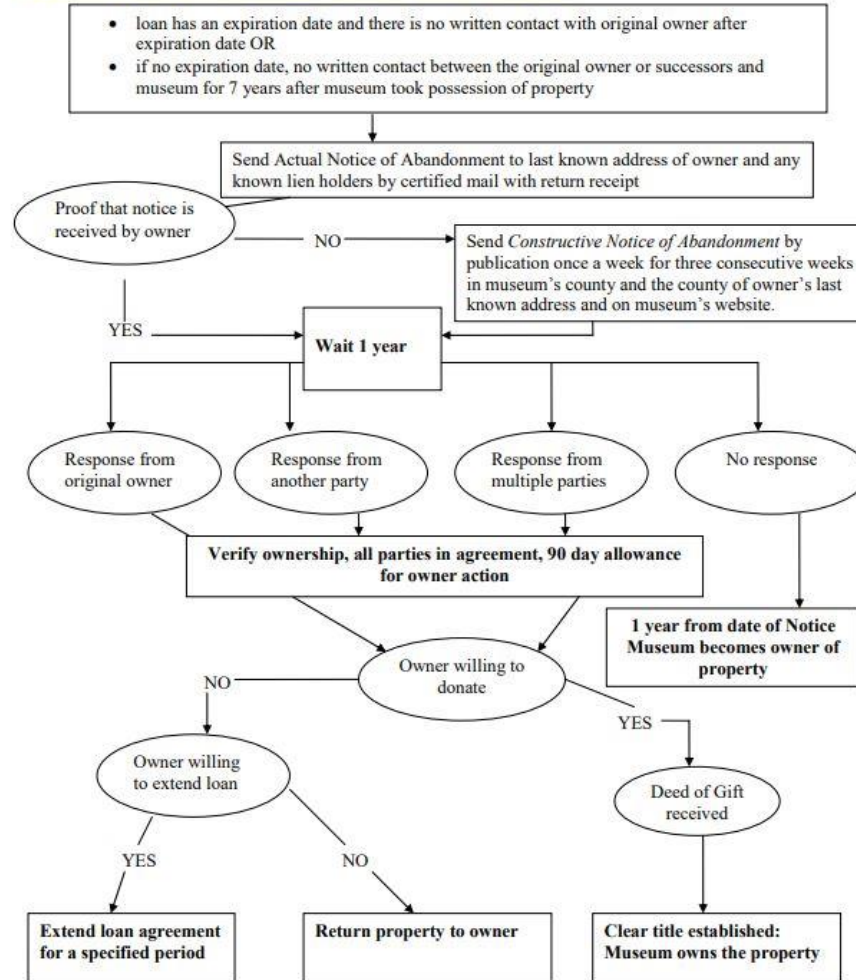 • loan has an expiration date and there is no written contact with original owner after
expiration date OR
• if no expiration date, no written contact between the original owner or successors and
museum for 7 years after museum took possession of property
Send Actual Notice of Abandonment to last known address of owner and any
known lien holders by certified mail with return receipt
Proof that notice is
received by owner
NO
Send Constructive Notice of Abandonment by
publication once a week for three consecutive weeks
in museum’s county and the county of owner’s last
known address and on museum’s website.
YES
Wait 1 year
Response from
original owner
Response from
another party
Response from
multiple parties
No response
Verify ownership, all parties in agreement, 90 day allowance
for owner action
1 year from date of Notice
Museum becomes owner of
property
Owner willing to
donate
NO
YES
Owner willing
to extend loan
Deed of Gift
received
YES
NO
Extend loan agreement
for a specified period
Return property to owner
Clear title established:
Museum owns the property